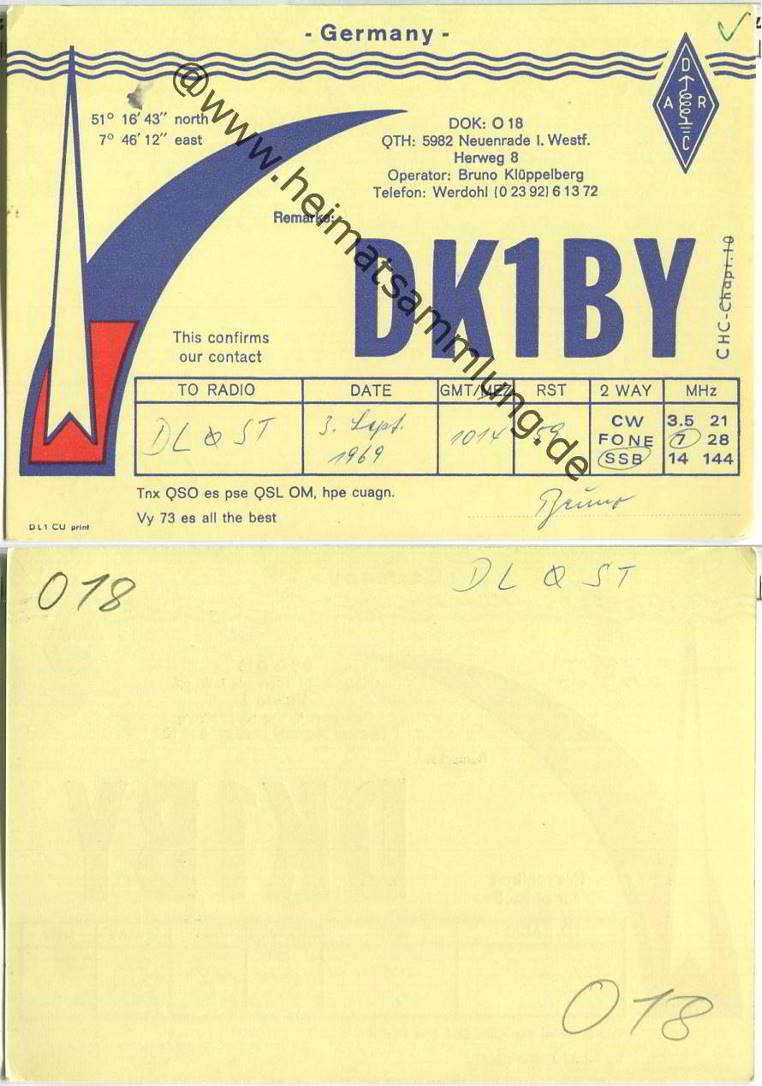 - Germany -
DARC
51° 16' 43" north
7° 46' 12" east
DOK: O 18
QTH: 5982 Neuenrade I. Westf.
Herweg 8
Operator: Bruno Klüppelberg
Telefon: Werdohl (0 23 92) 6 13 72
Remarks:
DK1BY
CHC-Chapt.10
This confirms
our contact
TO RADIO DATE GMT/MEZ RST 2 WAY MHz
DL Q ST 3. Sept. 1969 1014 59
CW 3.5 21
FONE 7 28
SSB 14 144
Tnx QSO es pse QSL OM, hpe cuagn.
Vy 73 es all the best
Bruno
DL1 CU print
@www.heimatsammlung.de
O18
DL Q ST
O18